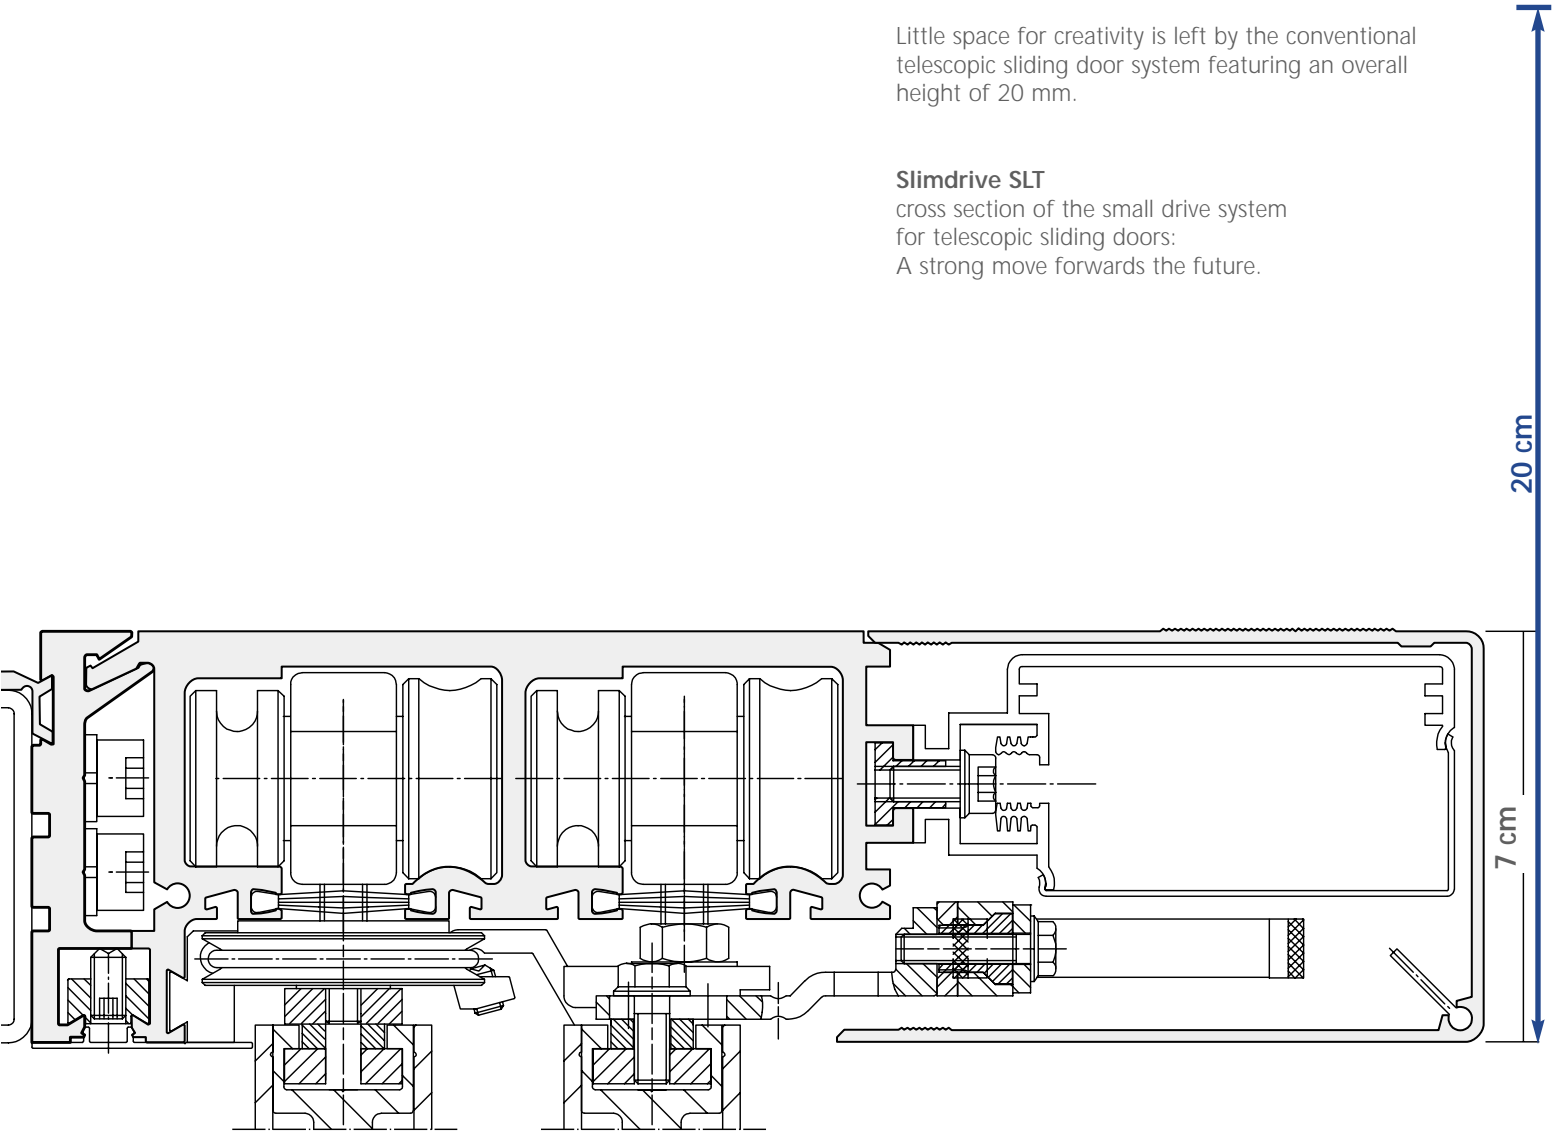 Little space for creativity is left by the conventional
telescopic sliding door system featuring an overall
height of 20 mm.
Slimdrive SLT
cross section of the small drive system
for telescopic sliding doors:
A strong move forwards the future.
20 cm
7 cm